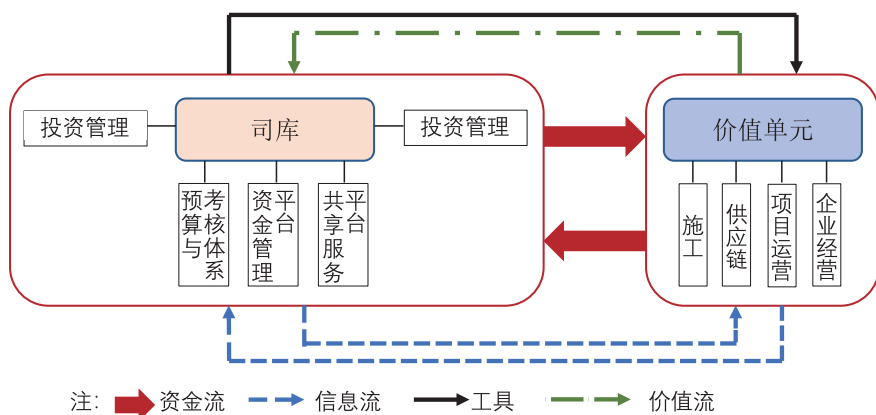 投资管理
司库
投资管理
价值单元
预算与
考核体系
资金管理
平台
共享服务
平台
施工
供应链
项目运营
企业经营
注: 资金流 信息流 工具 价值流